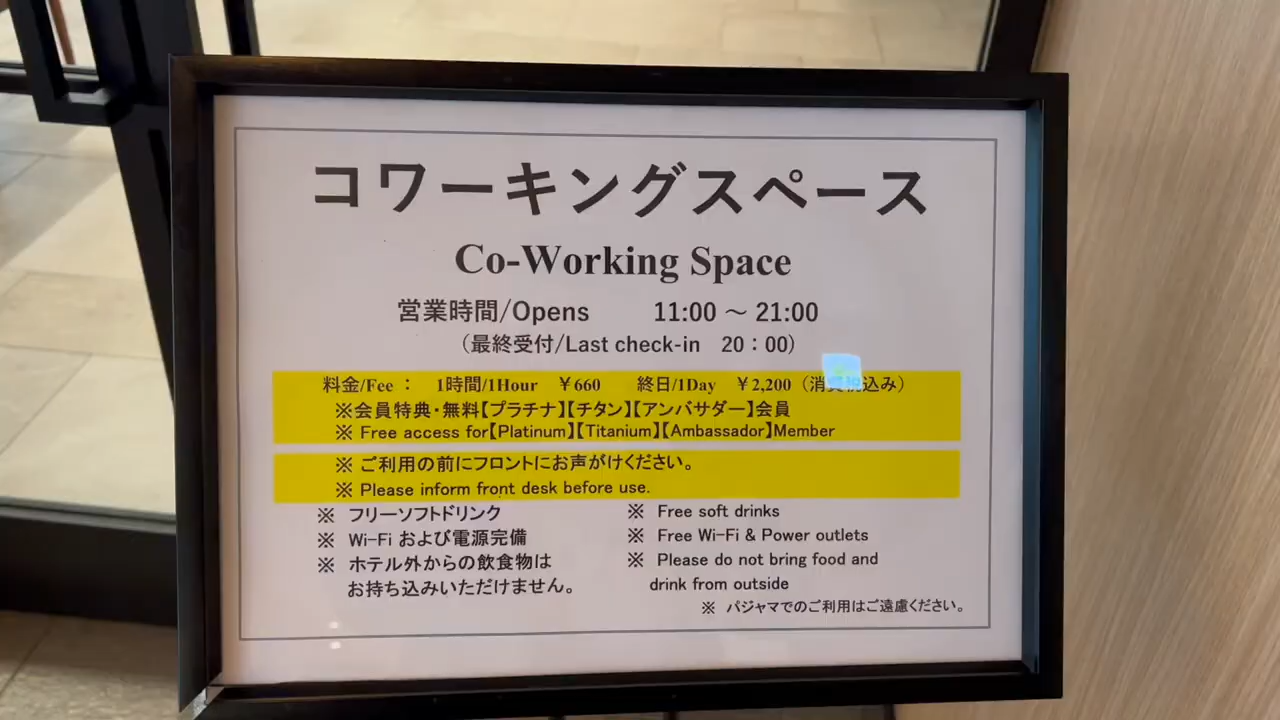 コワーキングスペース
Co-Working Space
営業時間/Opens 11:00 ～ 21:00
（最終受付/Last check-in 20：00）
料金/Fee ： 1時間/1Hour ￥660 終日/1Day ￥2,200（消費税込み）
※会員特典・無料【プラチナ】【チタン】【アンバサダー】会員
※ Free access for【Platinum】【Titanium】【Ambassador】Member
※ ご利用の前にフロントにお声がけください。
※ Please inform front desk before use.
※ フリーソフトドリンク
※ Wi-Fi および電源完備
※ ホテル外からの飲食物は
お持ち込みいただけません。
※ Free soft drinks
※ Free Wi-Fi & Power outlets
※ Please do not bring food and
drink from outside
※ パジャマでのご利用はご遠慮ください。